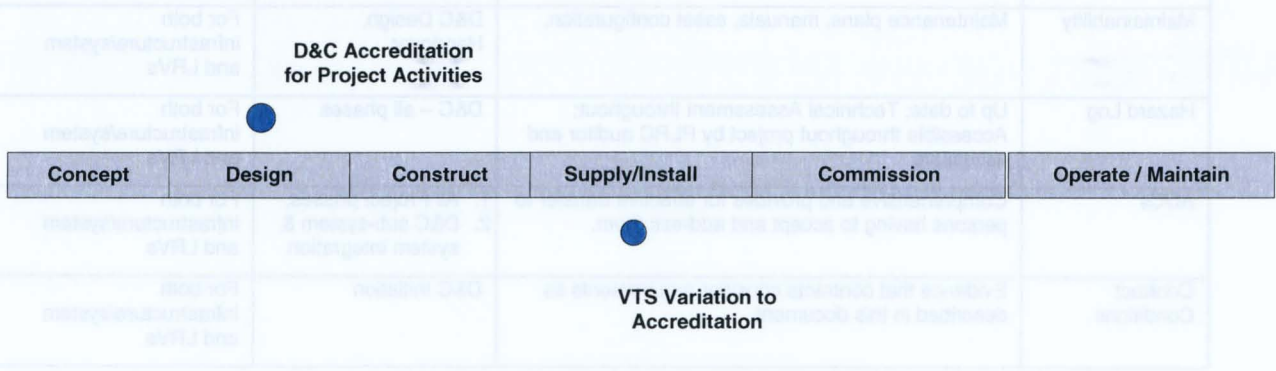 D&C Accreditation
for Project Activities
Concept Design Construct Supply/Install Commission Operate / Maintain
VTS Variation to
Accreditation